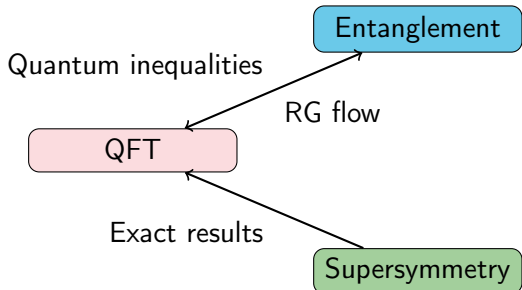 Entanglement
Quantum inequalities
RG flow
QFT
Exact results
Supersymmetry